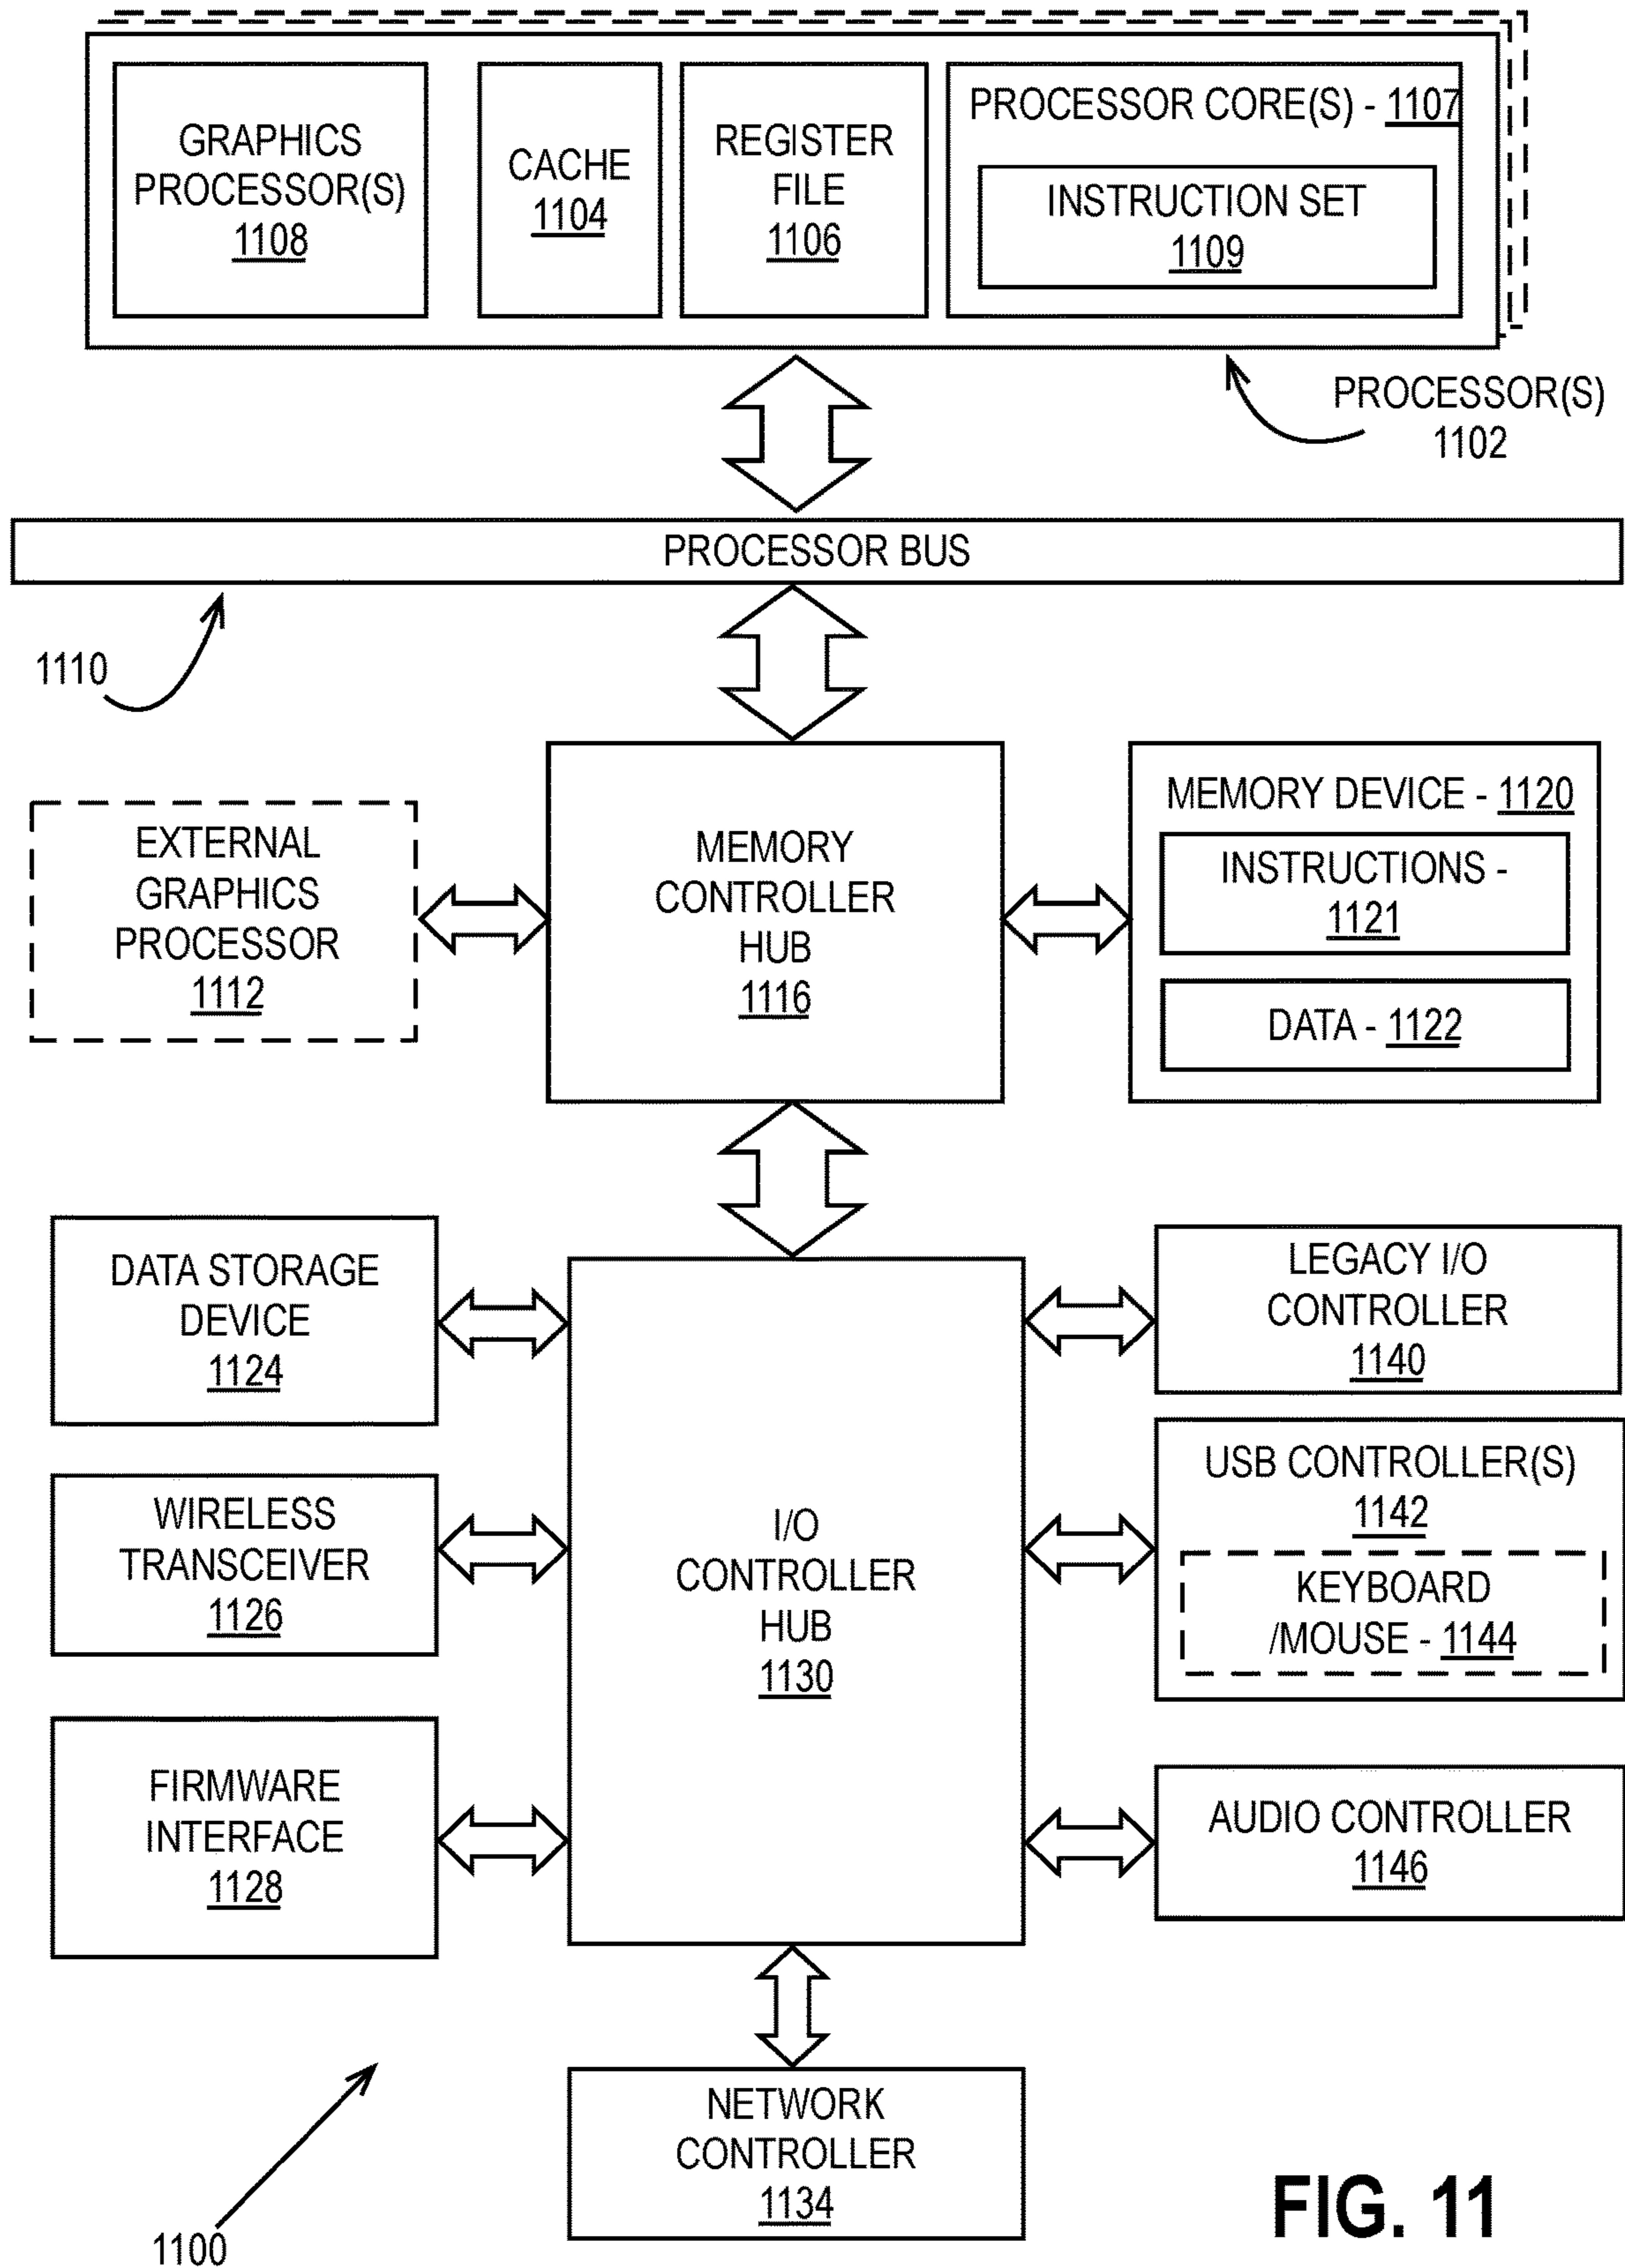 GRAPHICS
PROCESSOR(S)
1108
CACHE
1104
REGISTER
FILE
1106
PROCESSOR CORE(S) - 1107
INSTRUCTION SET
1109
PROCESSOR(S)
1102
PROCESSOR BUS
1110
EXTERNAL
GRAPHICS
PROCESSOR
1112
MEMORY
CONTROLLER
HUB
1116
MEMORY DEVICE - 1120
INSTRUCTIONS -
1121
DATA - 1122
DATA STORAGE
DEVICE
1124
WIRELESS
TRANSCEIVER
1126
FIRMWARE
INTERFACE
1128
I/O
CONTROLLER
HUB
1130
LEGACY I/O
CONTROLLER
1140
USB CONTROLLER(S)
1142
KEYBOARD
/MOUSE - 1144
AUDIO CONTROLLER
1146
NETWORK
CONTROLLER
1134
1100
FIG. 11